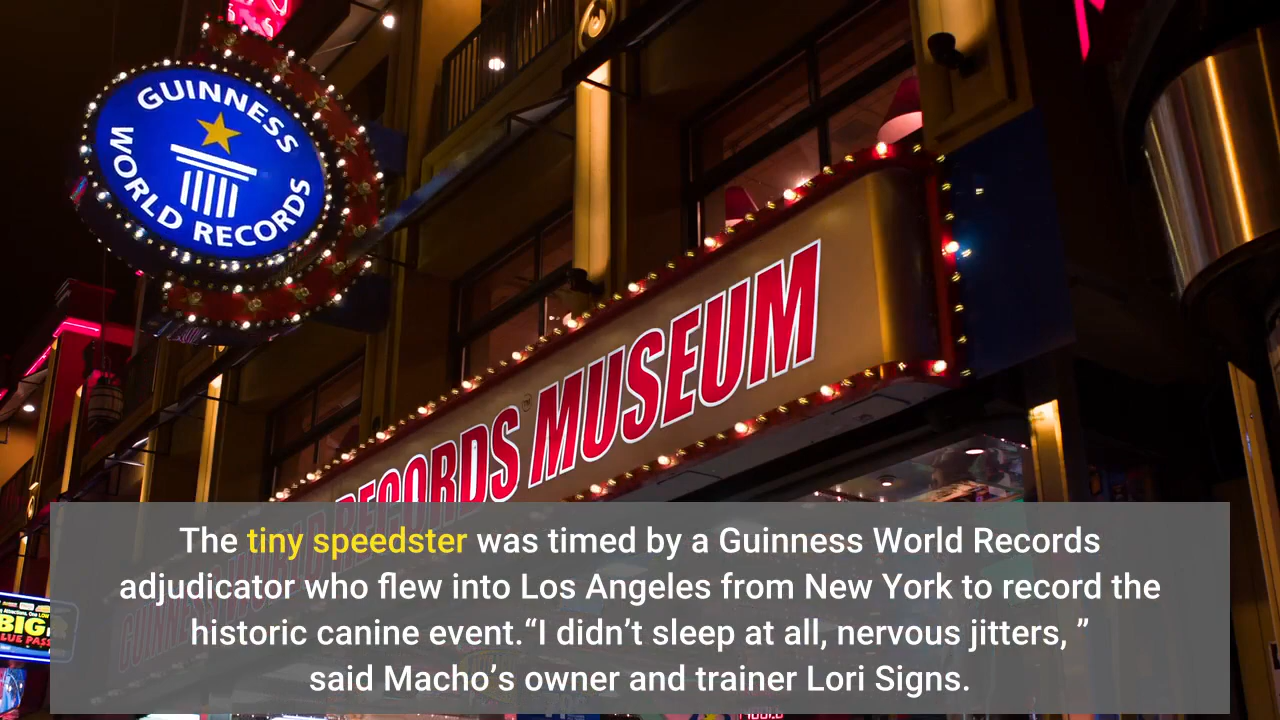 GUINNESS
WORLD RECORDS
RECORDS MUSEUM
The tiny speedster was timed by a Guinness World Records
adjudicator who flew into Los Angeles from New York to record the
historic canine event.“I didn’t sleep at all, nervous jitters, ”
said Macho’s owner and trainer Lori Signs.
BIG